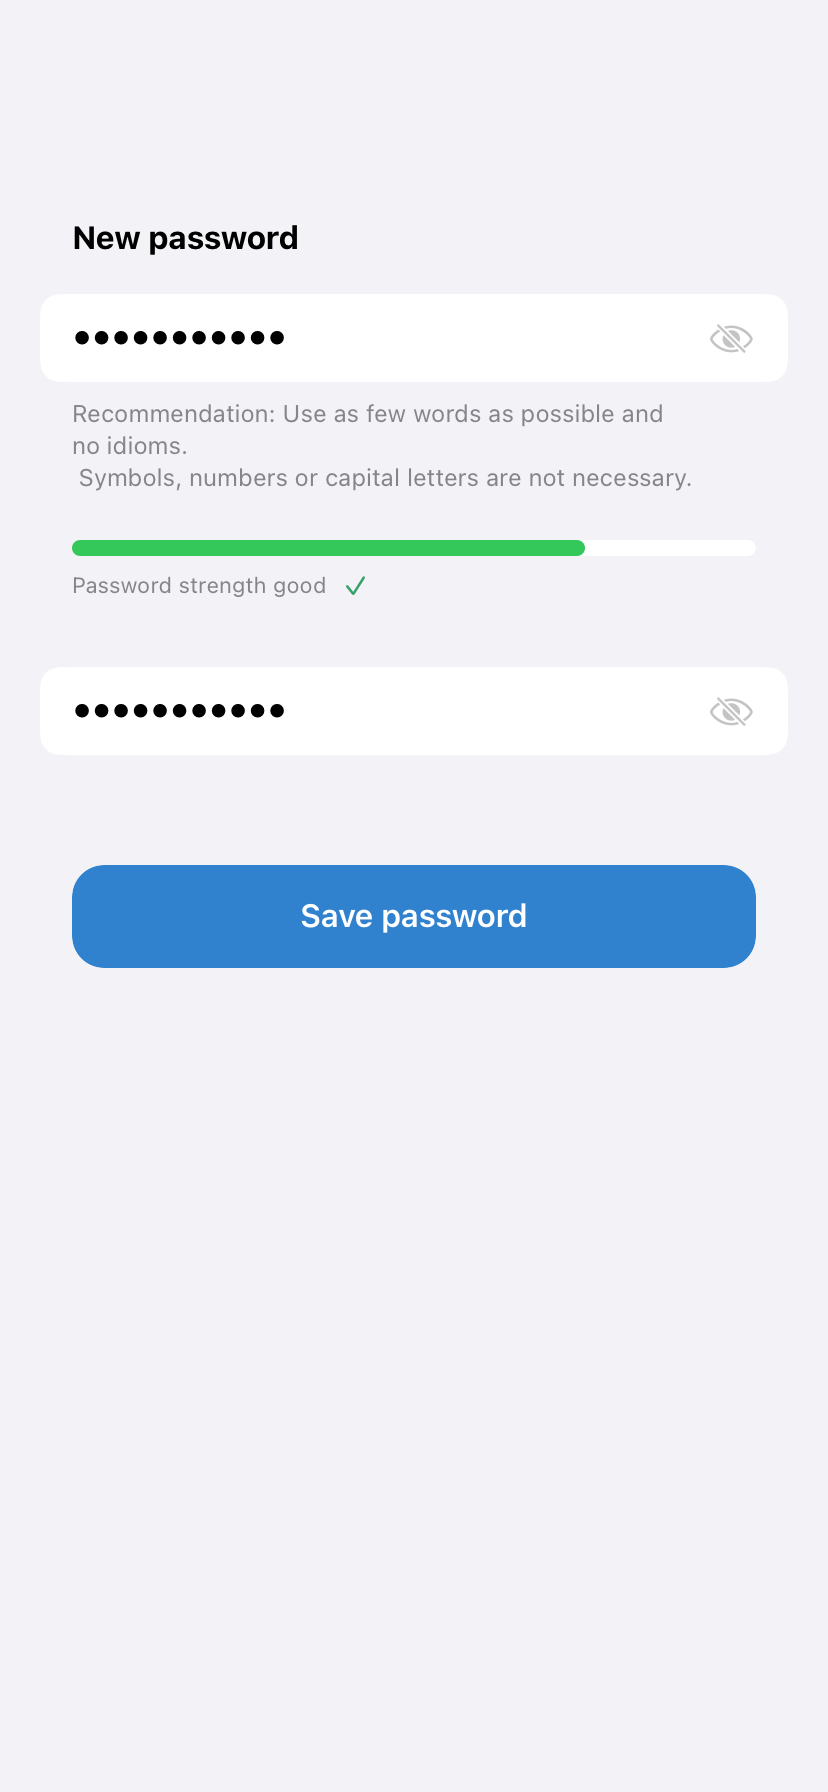 New password
●●●●●●●●●●●
Recommendation: Use as few words as possible and
no idioms.
Symbols, numbers or capital letters are not necessary.
Password strength good
●●●●●●●●●●●
Save password